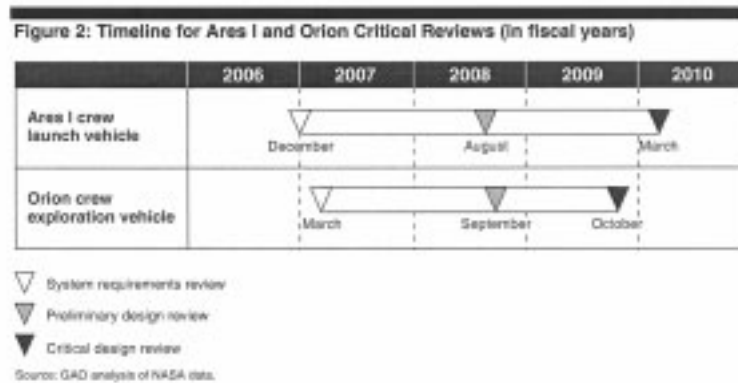 Figure 2: Timeline for Ares I and Orion Critical Reviews (in fiscal years)
2006 2007 2008 2009 2010
Ares I crew
launch vehicle
December August March
Orion crew
exploration vehicle
March September October
System requirements review
Preliminary design review
Critical design review
Source: GAO analysis of NASA data.